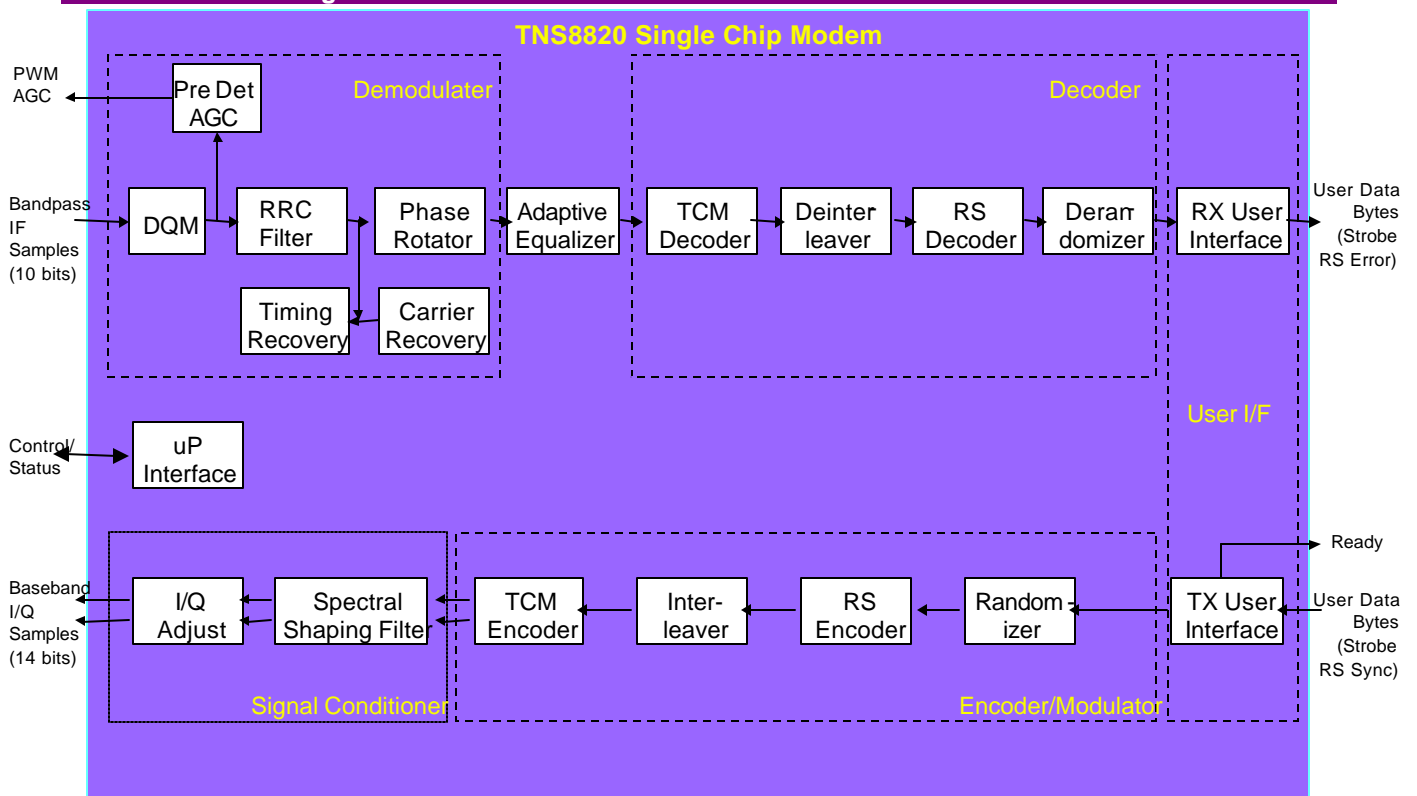 TNS8820 Single Chip Modem
PWM
AGC
Pre Det
AGC
Demodulater
Decoder
Bandpass
IF
Samples
(10 bits)
DQM
RRC
Filter
Phase
Rotator
Adaptive
Equalizer
TCM
Decoder
Deinter-
leaver
RS
Decoder
Deran-
domizer
RX User
Interface
User Data
Bytes
(Strobe
RS Error)
Timing
Recovery
Carrier
Recovery
User I/F
Control/
Status
uP
Interface
Ready
Baseband
I/Q
Samples
(14 bits)
I/Q
Adjust
Spectral
Shaping Filter
TCM
Encoder
Inter-
leaver
RS
Encoder
Random-
izer
TX User
Interface
User Data
Bytes
(Strobe
RS Sync)
Signal Conditioner
Encoder/Modulator